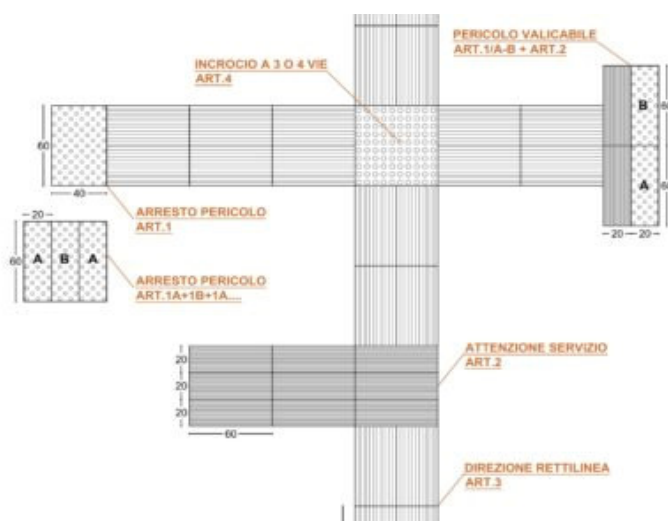 PERICOLO VALICABILE
ART.1/A-B + ART.2
INCROCIO A 3 O 4 VIE
ART.4
B
60
60
A
60
40
20 20
ARRESTO PERICOLO
ART.1
20
60
A B A
ARRESTO PERICOLO
ART.1A+1B+1A....
ATTENZIONE SERVIZIO
ART.2
20
20
20
60
DIREZIONE RETTILINEA
ART.3